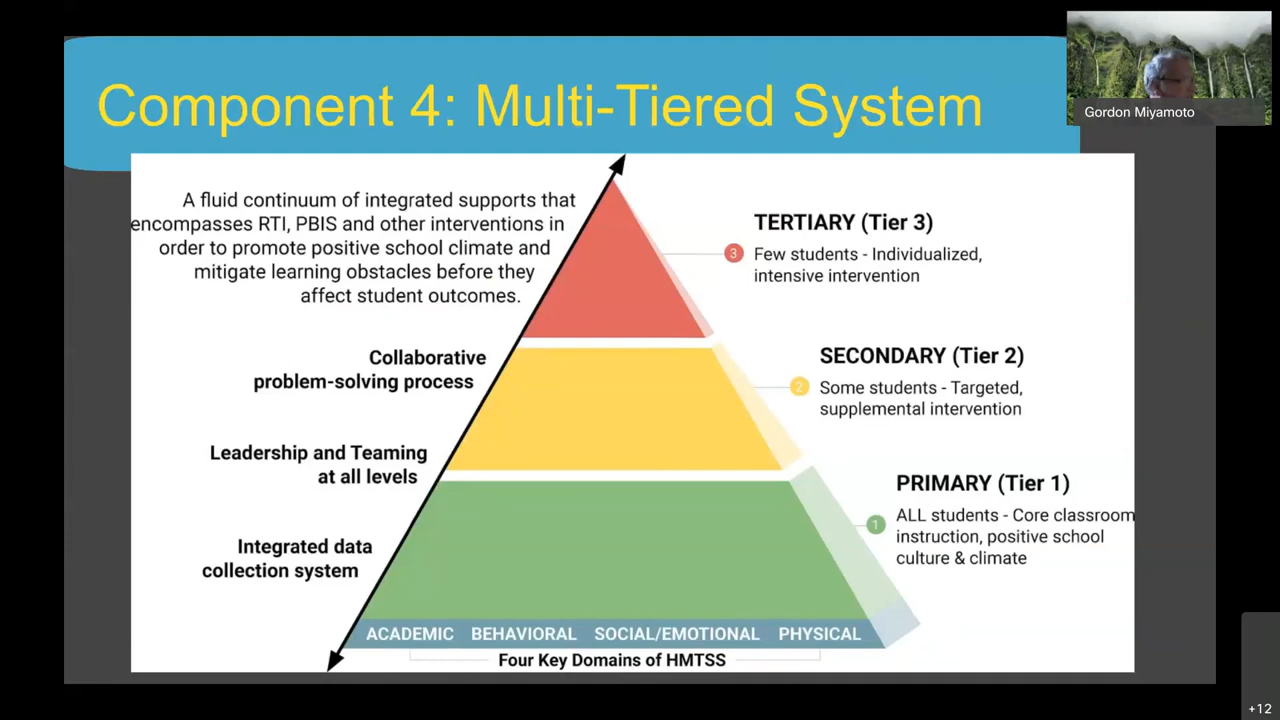 Component 4: Multi-Tiered System
Gordon Miyamoto
A fluid continuum of integrated supports that
encompasses RTI, PBIS and other interventions in
order to promote positive school climate and
mitigate learning obstacles before they
affect student outcomes.
Collaborative
problem-solving process
Leadership and Teaming
at all levels
Integrated data
collection system
3
TERTIARY (Tier 3)
Few students - Individualized,
intensive intervention
2
SECONDARY (Tier 2)
Some students - Targeted,
supplemental intervention
1
PRIMARY (Tier 1)
ALL students - Core classroom
instruction, positive school
culture & climate
ACADEMIC BEHAVIORAL SOCIAL/EMOTIONAL PHYSICAL
Four Key Domains of HMTSS
+12